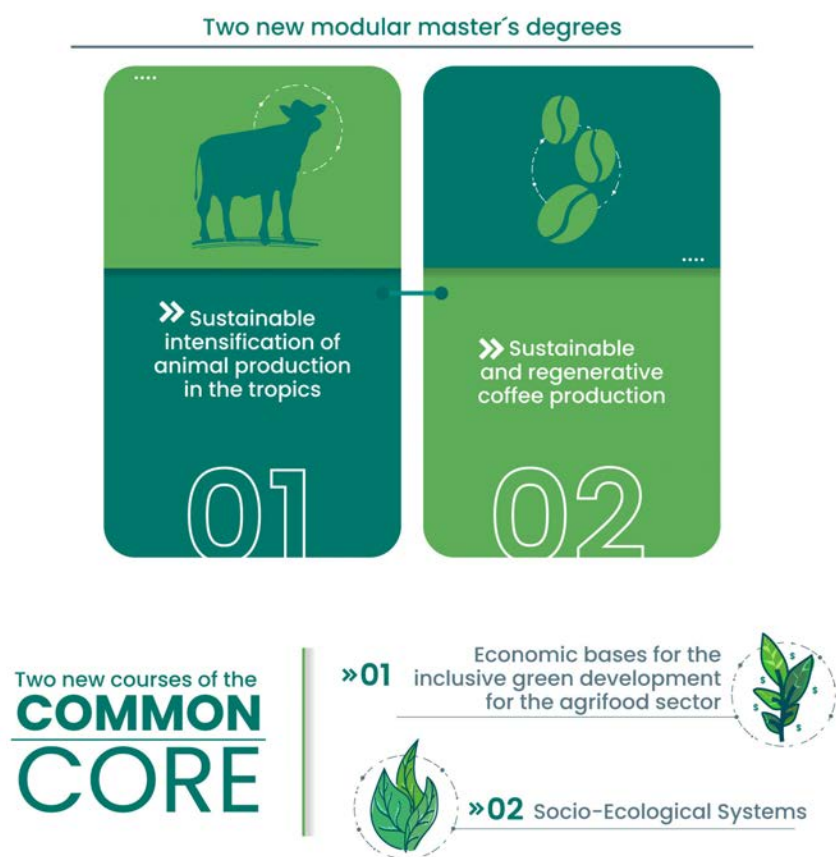 Two new modular master´s degrees
» Sustainable
intensification of
animal production
in the tropics
01
» Sustainable
and regenerative
coffee production
02
Two new courses of the
COMMON
CORE
»01
Economic bases for the
inclusive green development
for the agrifood sector
$ $ $ $ $
»02 Socio-Ecological Systems